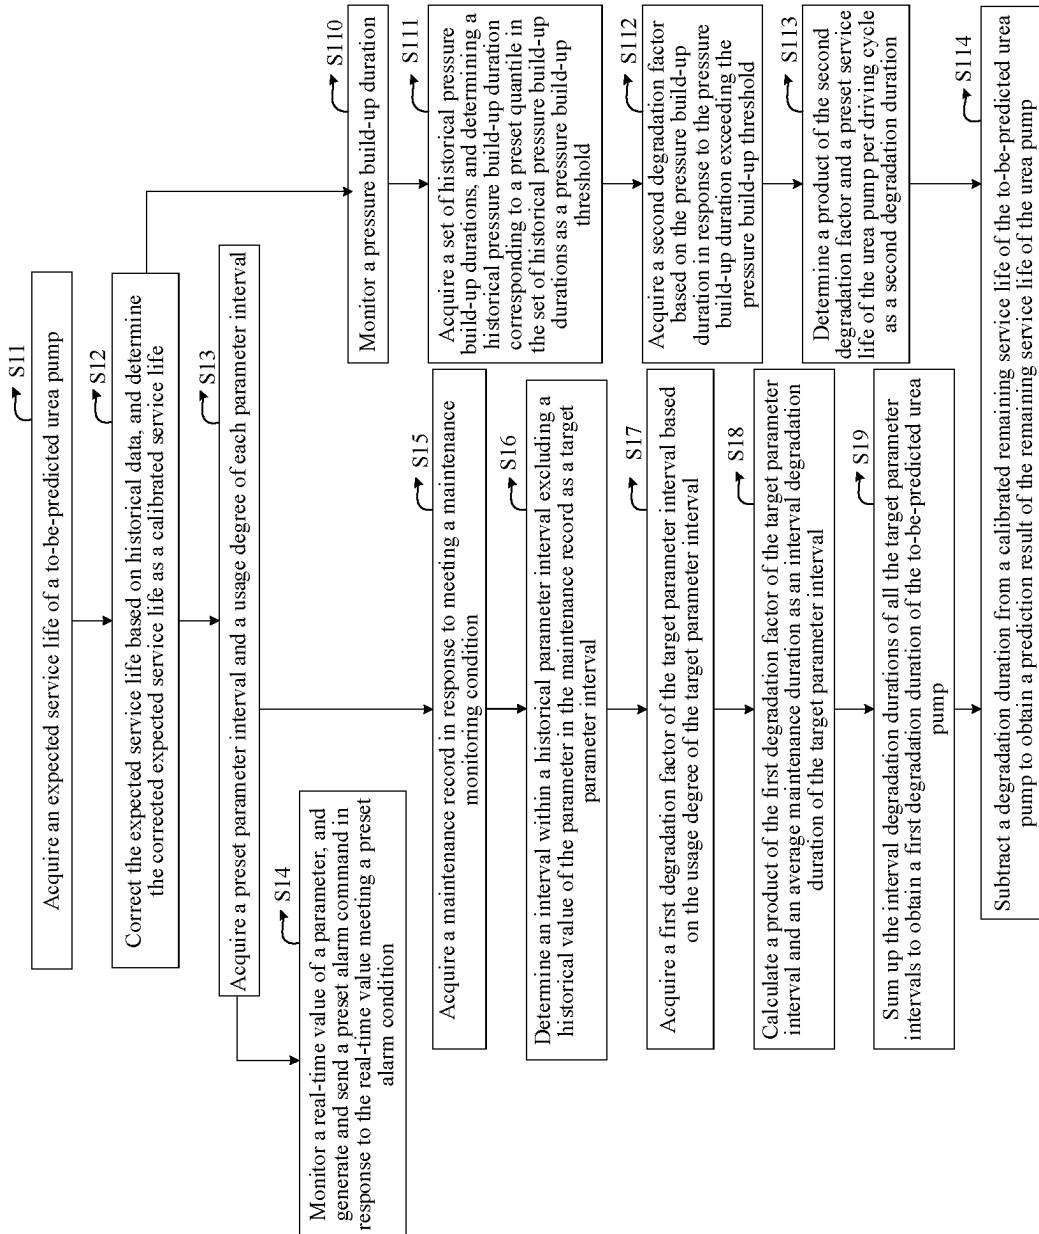 S11
Acquire an expected service life of a to-be-predicted urea pump
S12
Correct the expected service life based on historical data, and determine
the corrected expected service life as a calibrated service life
S13
Acquire a preset parameter interval and a usage degree of each parameter interval
S14
Monitor a real-time value of a parameter, and
generate and send a preset alarm command in
response to the real-time value meeting a preset
alarm condition
S15
Acquire a maintenance record in response to meeting a maintenance
monitoring condition
S16
Determine an interval within a historical parameter interval excluding a
historical value of the parameter in the maintenance record as a target
parameter interval
S17
Acquire a first degradation factor of the target parameter interval based
on the usage degree of the target parameter interval
S18
Calculate a product of the first degradation factor of the target parameter
interval and an average maintenance duration as an interval degradation
duration of the target parameter interval
S19
Sum up the interval degradation durations of all the target parameter
intervals to obtain a first degradation duration of the to-be-predicted urea
pump
S110
Monitor a pressure build-up duration
S111
Acquire a set of historical pressure
build-up durations, and determining a
historical pressure build-up duration
corresponding to a preset quantile in
the set of historical pressure build-up
durations as a pressure build-up
threshold
S112
Acquire a second degradation factor
based on the pressure build-up
duration in response to the pressure
build-up duration exceeding the
pressure build-up threshold
S113
Determine a product of the second
degradation factor and a preset service
life of the urea pump per driving cycle
as a second degradation duration
S114
Subtract a degradation duration from a calibrated remaining service life of the to-be-predicted urea
pump to obtain a prediction result of the remaining service life of the urea pump